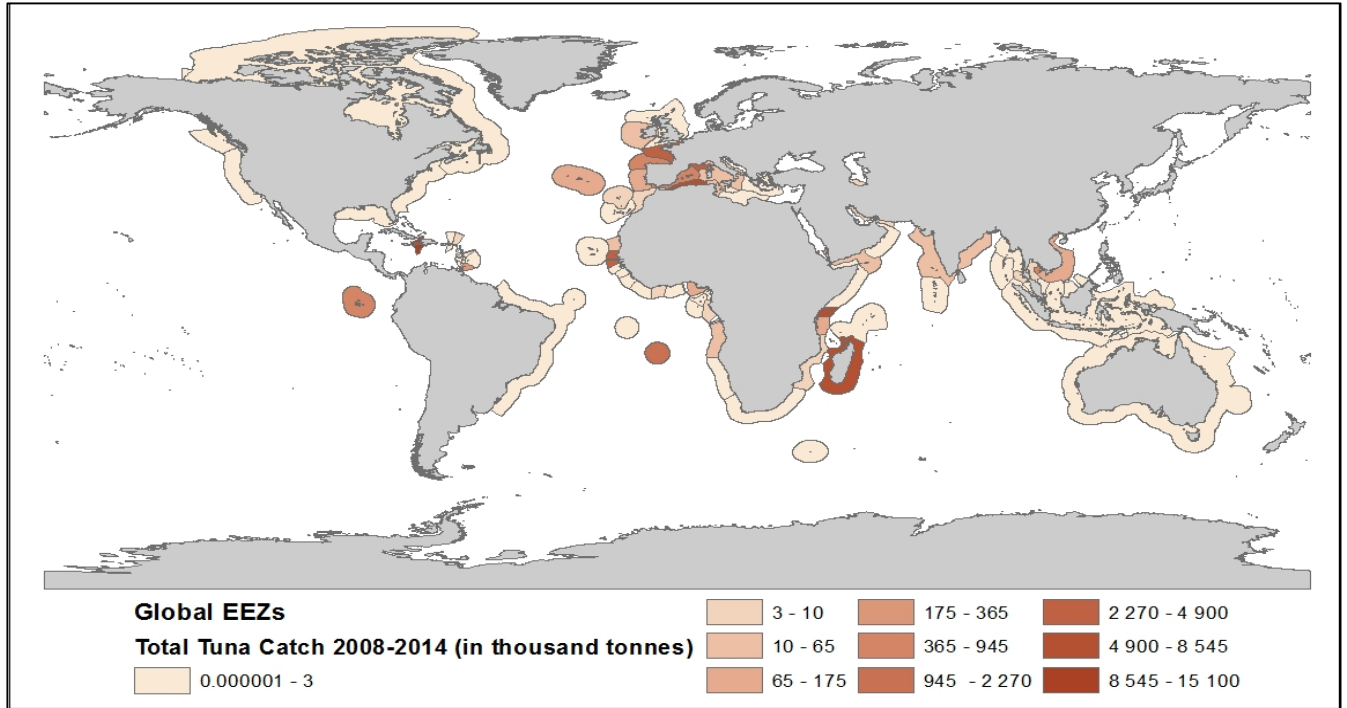 Global EEZs
Total Tuna Catch 2008-2014 (in thousand tonnes)
0.000001 - 3
3 - 10
10 - 65
65 - 175
175 - 365
365 - 945
945 - 2 270
2 270 - 4 900
4 900 - 8 545
8 545 - 15 100